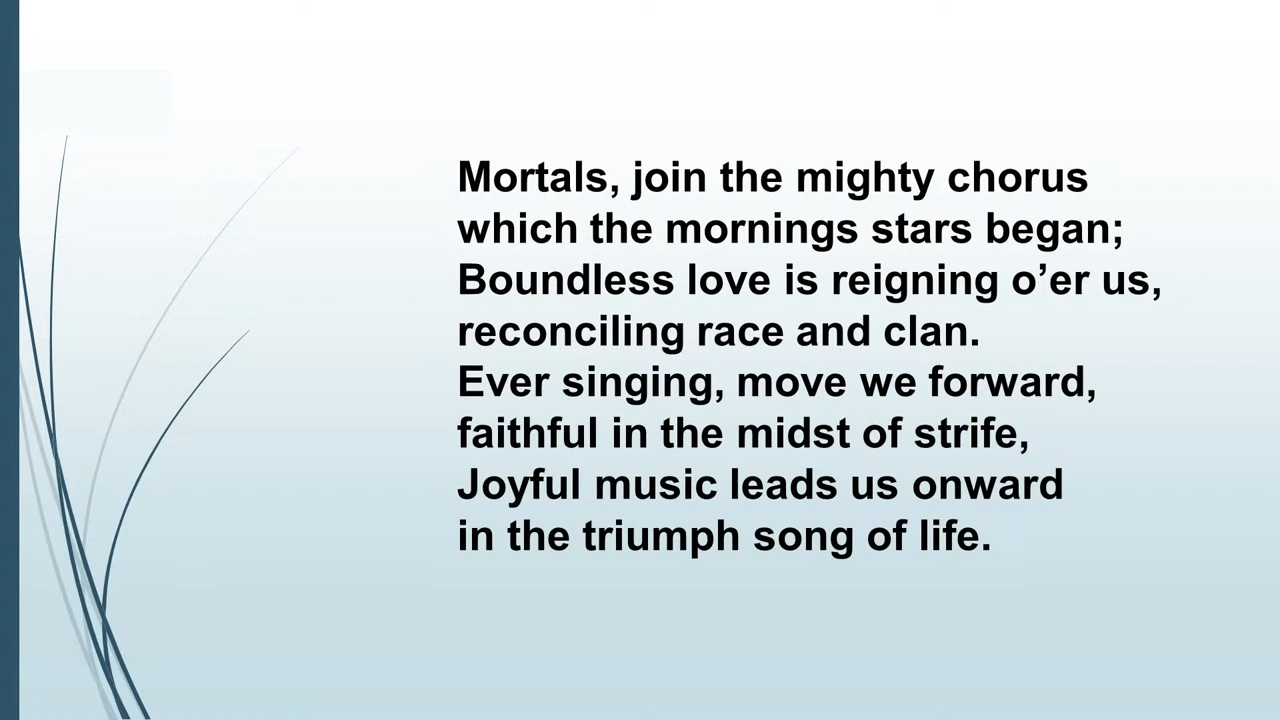 Mortals, join the mighty chorus
which the mornings stars began;
Boundless love is reigning o’er us,
reconciling race and clan.
Ever singing, move we forward,
faithful in the midst of strife,
Joyful music leads us onward
in the triumph song of life.